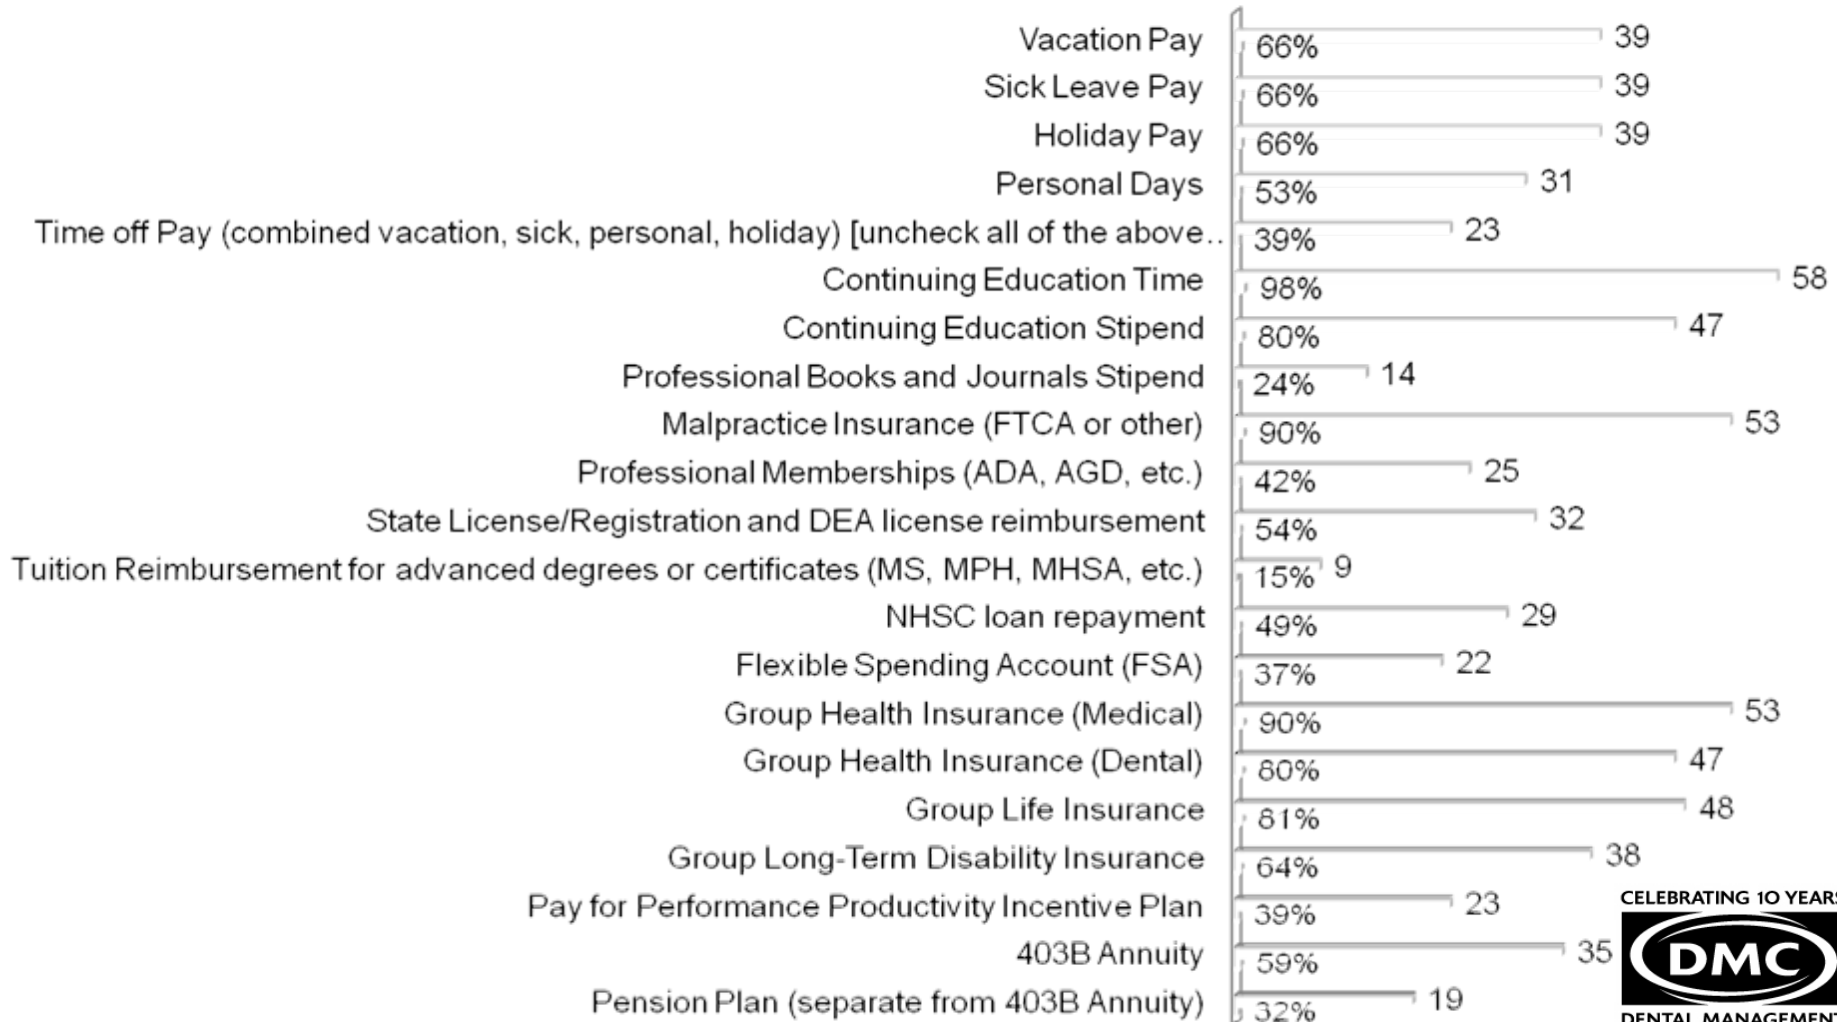 Vacation Pay 66% 39
Sick Leave Pay 66% 39
Holiday Pay 66% 39
Personal Days 53% 31
Time off Pay (combined vacation, sick, personal, holiday) [uncheck all of the above.. 39% 23
Continuing Education Time 98% 58
Continuing Education Stipend 80% 47
Professional Books and Journals Stipend 24% 14
Malpractice Insurance (FTCA or other) 90% 53
Professional Memberships (ADA, AGD, etc.) 42% 25
State License/Registration and DEA license reimbursement 54% 32
Tuition Reimbursement for advanced degrees or certificates (MS, MPH, MHSA, etc.) 15% 9
NHSC loan repayment 49% 29
Flexible Spending Account (FSA) 37% 22
Group Health Insurance (Medical) 90% 53
Group Health Insurance (Dental) 80% 47
Group Life Insurance 81% 48
Group Long-Term Disability Insurance 64% 38
Pay for Performance Productivity Incentive Plan 39% 23
403B Annuity 59% 35
Pension Plan (separate from 403B Annuity) 32% 19
CELEBRATING 10 YEARS
DMC
DENTAL MANAGEMENT